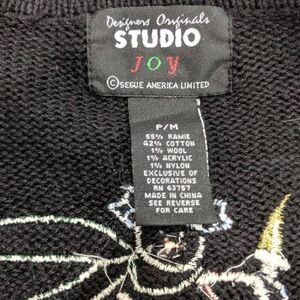 Designers Originals
STUDIO
JOY
©SEGUE AMERICA LIMITED
P/M
55% RAMIE
42% COTTON
1% WOOL
1% ACRYLIC
1% NYLON
EXCLUSIVE OF
DECORATIONS
RN 63757
MADE IN CHINA
SEE REVERSE
FOR CARE